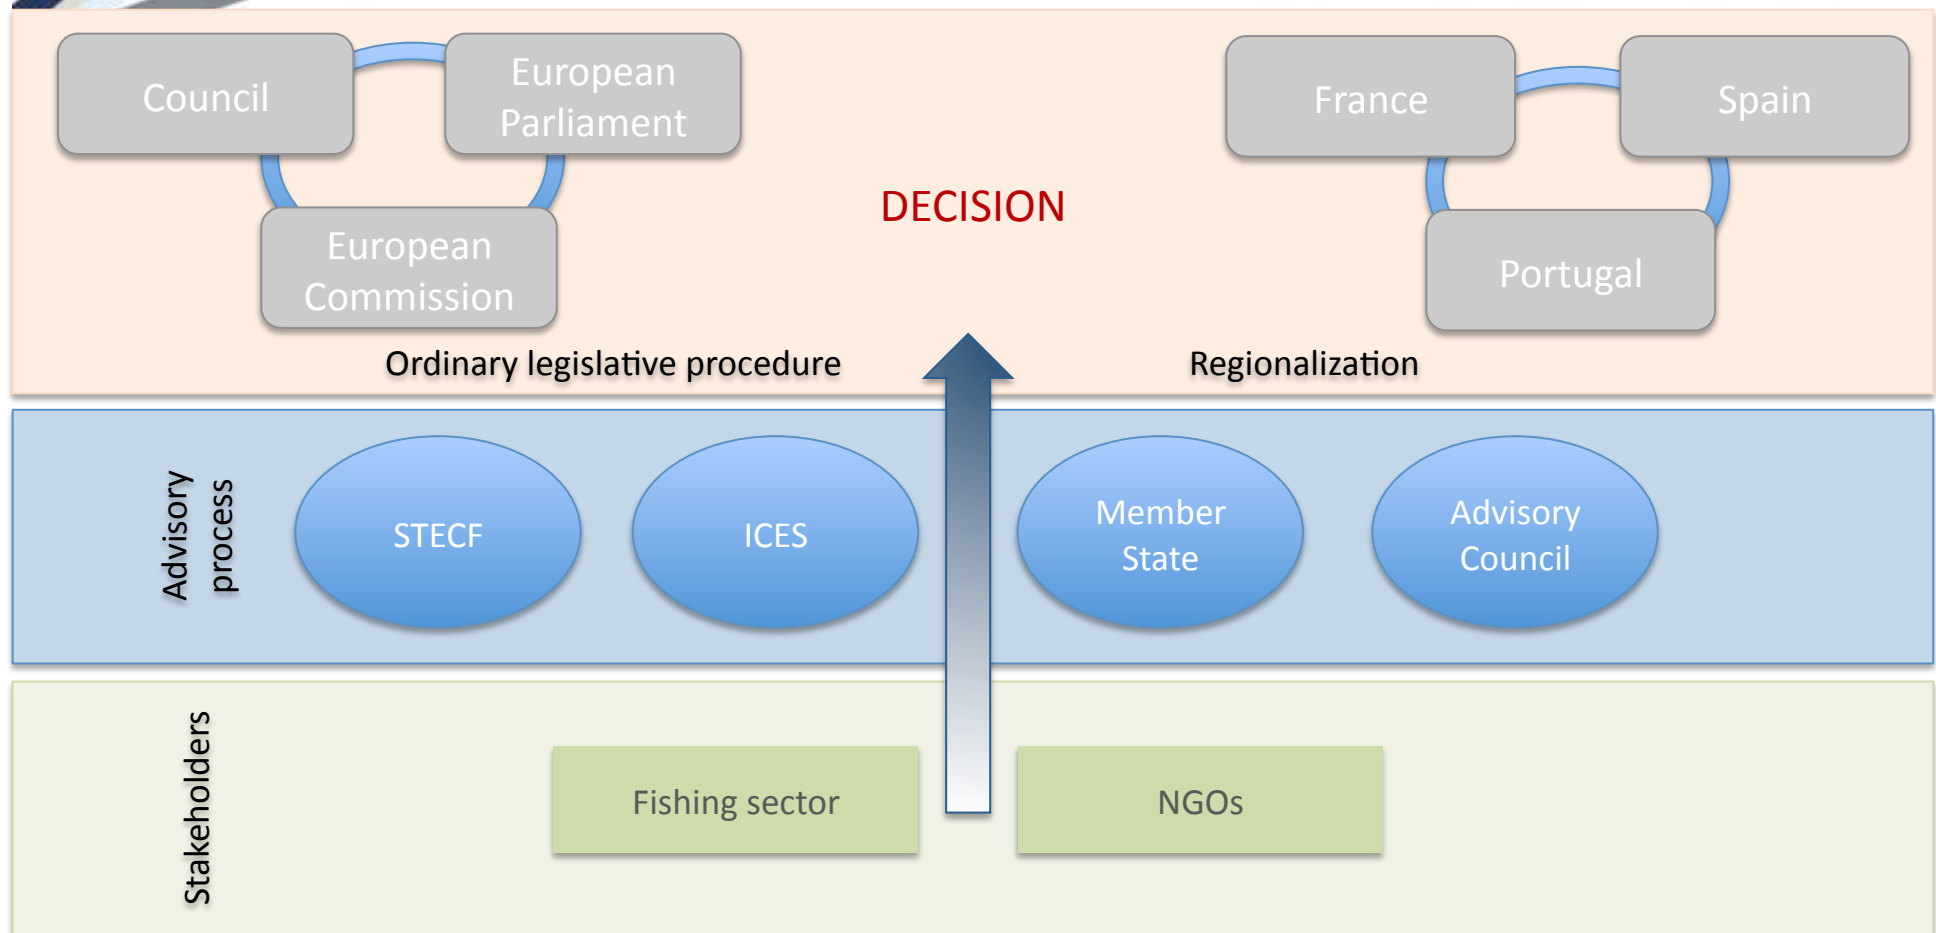 Council
European
Parliament
European
Commission
DECISION
France
Spain
Portugal
Ordinary legislative procedure
Regionalization
Advisory
process
STECF
ICES
Member
State
Advisory
Council
Stakeholders
Fishing sector
NGOs